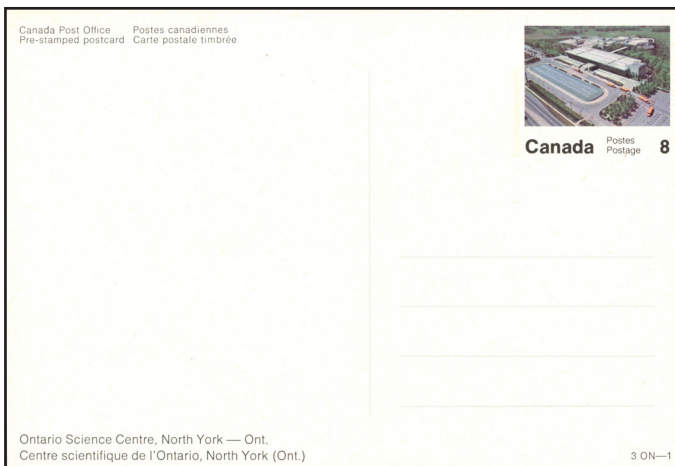 Canada Post Office Postes canadiennes
Pre-stamped postcard Carte postale timbrée
Canada Postes Postage 8
Ontario Science Centre, North York — Ont.
Centre scientifique de l'Ontario, North York (Ont.)
3 ON—1